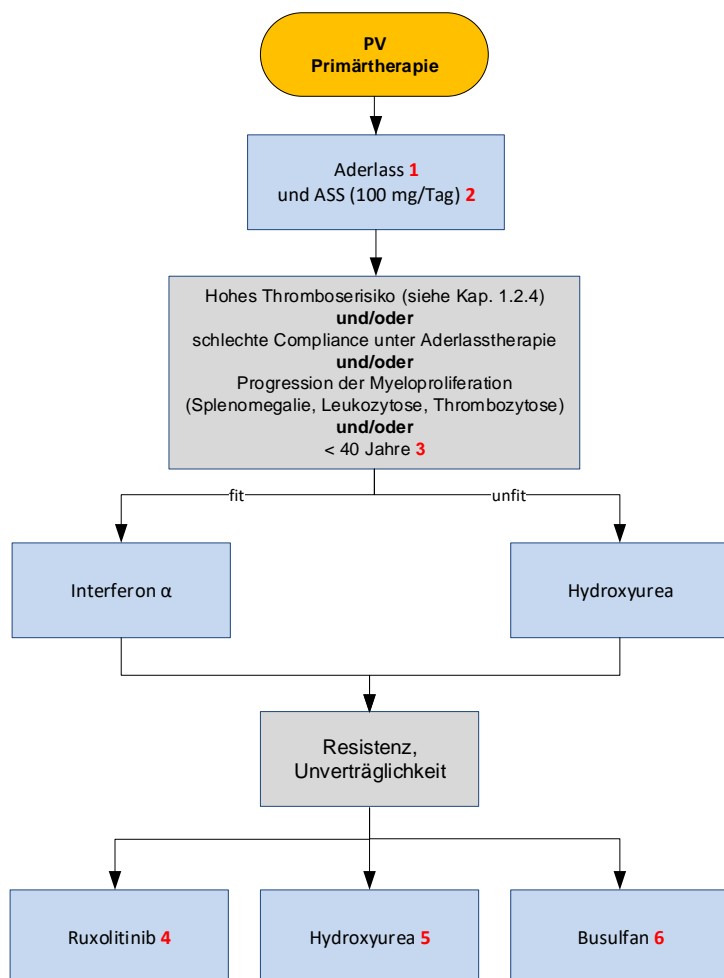 PV
Primärtherapie
Aderlass 1
und ASS (100 mg/Tag) 2
Hohes Thromboserisiko (siehe Kap. 1.2.4)
und/oder
schlechte Compliance unter Aderlasstherapie
und/oder
Progression der Myeloproliferation
(Splenomegalie, Leukozytose, Thrombozytose)
und/oder
< 40 Jahre 3
fit
unfit
Interferon α
Hydroxyurea
Resistenz,
Unverträglichkeit
Ruxolitinib 4
Hydroxyurea 5
Busulfan 6